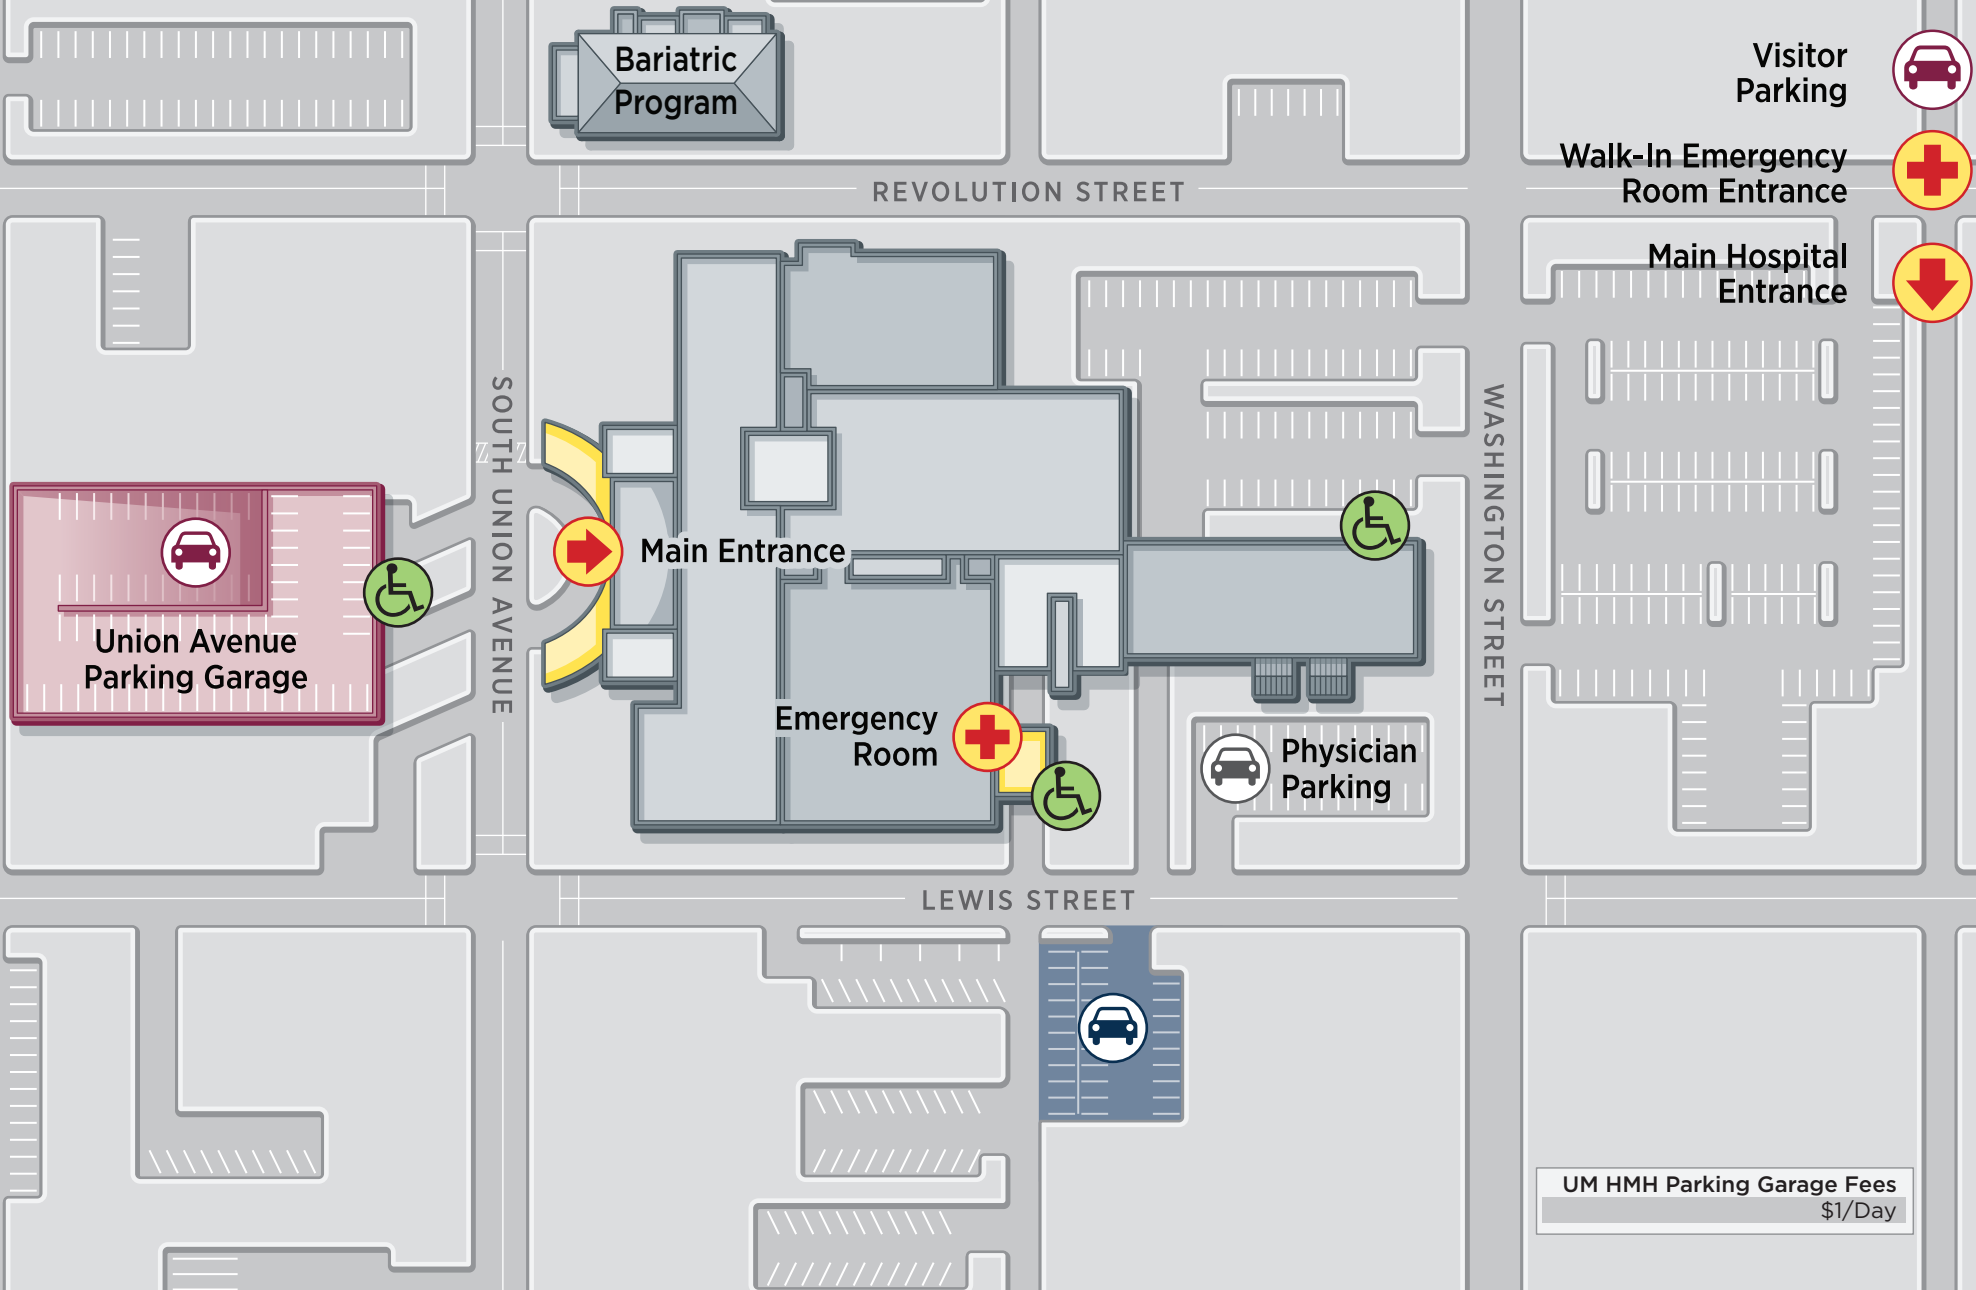 Bariatric
Program
Visitor
Parking
Walk-In Emergency
Room Entrance
REVOLUTION STREET
Main Hospital
Entrance
SOUTH UNION AVENUE
WASHINGTON STREET
Main Entrance
Union Avenue
Parking Garage
Emergency
Room
Physician
Parking
LEWIS STREET
UM HMH Parking Garage Fees
$1/Day